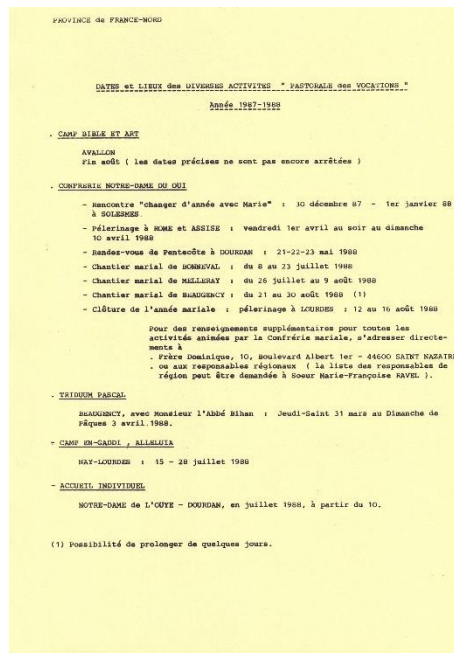 PROVINCE de FRANCE-NORD
DATES et LIEUX des DIVERSES ACTIVITES " PASTORALE des VOCATIONS "
Année 1987-1988
. CAMP BIBLE ET ART
AVALLON
Fin août ( les dates précises ne sont pas encore arrêtées )
. CONFRERIE NOTRE-DAME DU OUI
- Rencontre "changer d'année avec Marie" : 30 décembre 87 - 1er janvier 88
à SOLESMES
- Pélerinage à ROME et ASSISE : vendredi 1er avril au soir au dimanche
10 avril 1988
- Rendez-vous de Pentecôte à DOURDAN : 21-22-23 mai 1988
- Chantier marial de BONNEVAL : du 8 au 23 juillet 1988
- Chantier marial de MELLERAY : du 26 juillet au 9 août 1988
- Chantier marial de BEAUGENCY : du 21 au 30 août 1988 (1)
- Clôture de l'année mariale : pélerinage à LOURDES : 12 au 16 août 1988
Pour des renseignements supplémentaires pour toutes les
activités animées par la Confrérie mariale, s'adresser directe-
ments à
. Frère Dominique, 10, Boulevard Albert 1er - 44600 SAINT NAZAIRE
. ou aux responsables régionaux ( la liste des responsables de
région peut être demandée à Soeur Marie-Françoise RAVEL ).
. TRIDUUM PASCAL
BEAUGENCY, avec Monsieur l'Abbé Bihan : Jeudi-Saint 31 mars au Dimanche de
Pâques 3 avril.1988.
- CAMP EN-GADDI , ALLELUIA
NAY-LOURDES : 15 - 28 juillet 1988
- ACCUEIL INDIVIDUEL
NOTRE-DAME de L'OUYE - DOURDAN, en juillet 1988, à partir du 10.
(1) Possibilité de prolonger de quelques jours.